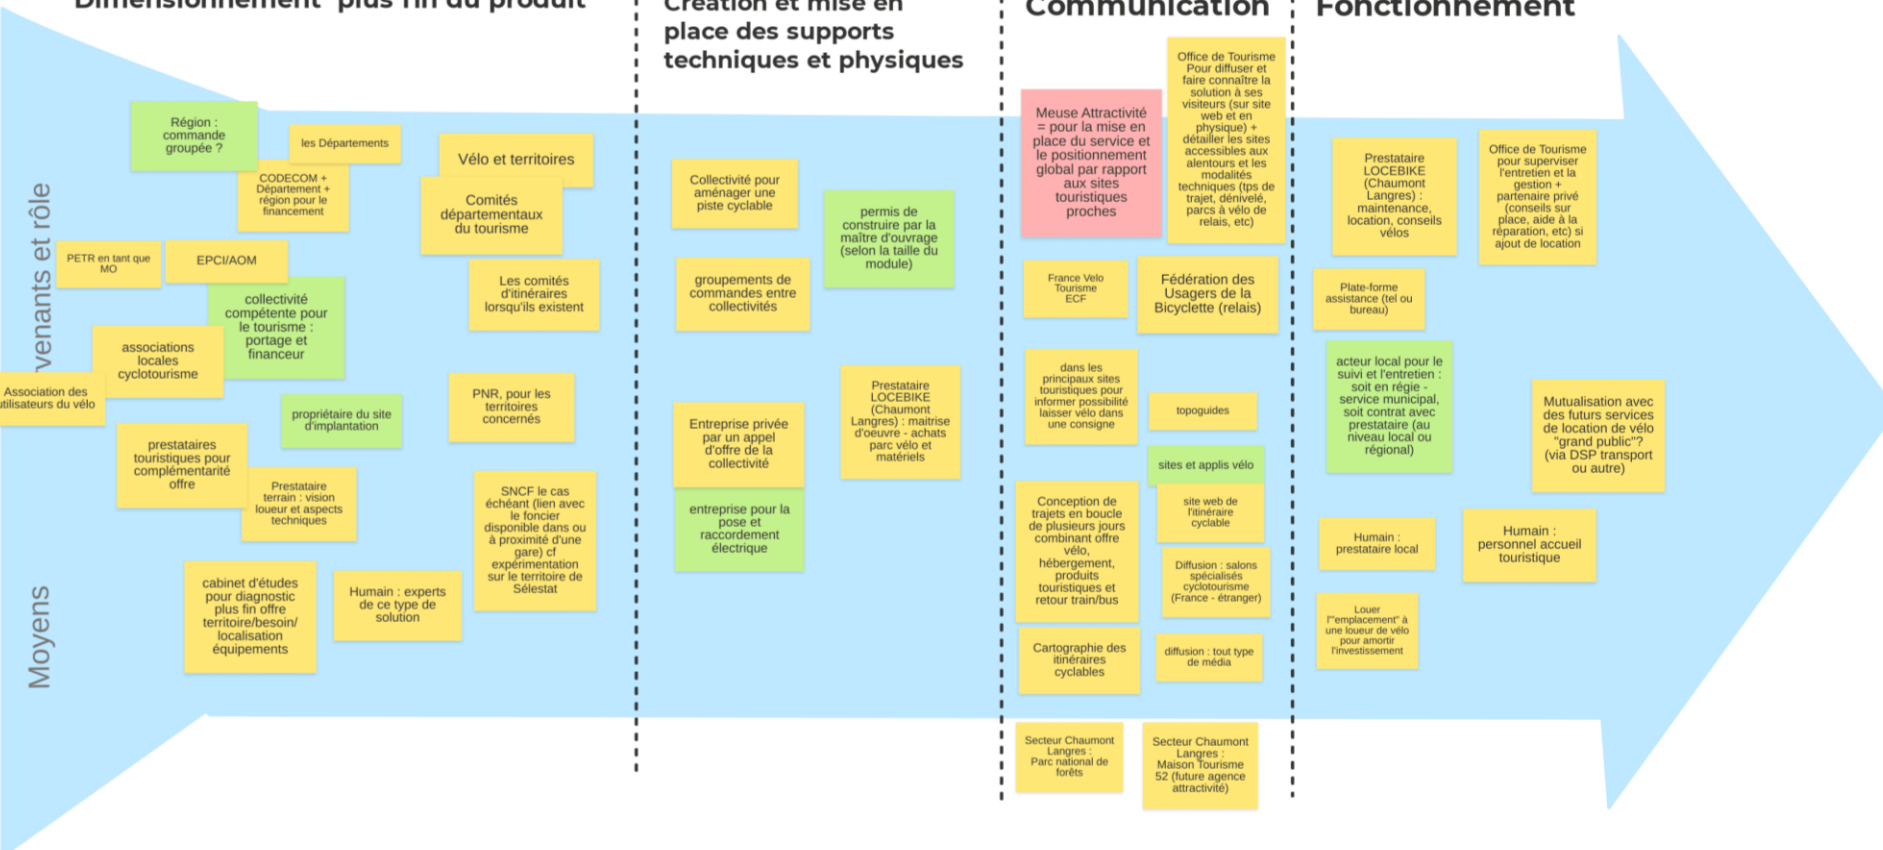 Dimensionnement plus fin du produit
Création et mise en
place des supports
techniques et physiques
Communication
Fonctionnement
venants et rôle
Moyens
Région :
commande
groupée ?
les Départements
CODECOM +
Département +
région pour le
financement
Vélo et territoires
Comités
départementaux
du tourisme
PETR en tant que
MO
EPCI/AOM
Les comités
d'itinéraires
lorsqu'ils existent
collectivité
compétente pour
le tourisme :
portage et
financeur
associations
locales
cyclotourisme
Association des
utilisateurs du vélo
propriétaire du site
d'implantation
PNR, pour les
territoires
concernés
prestataires
touristiques pour
complémentarité
offre
Prestataire
terrain : vision
loueur et aspects
techniques
SNCF le cas
échéant (lien avec
le foncier
disponible dans ou
à proximité d'une
gare) cf
expérimentation
sur le territoire de
Sélestat
cabinet d'études
pour diagnostic
plus fin offre
territoire/besoin/
localisation
équipements
Humain : experts
de ce type de
solution
Collectivité pour
aménager une
piste cyclable
permis de
construire par la
maître d'ouvrage
(selon la taille du
module)
groupements de
commandes entre
collectivités
Prestataire
LOCEBIKE
(Chaumont
Langres) : maitrise
d'oeuvre - achats
parc vélo et
matériels
Entreprise privée
par un appel
d'offre de la
collectivité
entreprise pour la
pose et
raccordement
électrique
Meuse Attractivité
= pour la mise en
place du service et
le positionnement
global par rapport
aux sites
touristiques
proches
Office de Tourisme
Pour diffuser et
faire connaître la
solution à ses
visiteurs (sur site
web et en
physique) +
détailler les sites
accessibles aux
alentours et les
modalités
techniques (tps de
trajet, dénivelé,
parcs à vélo de
relais, etc)
France Velo
Tourisme
ECF
Fédération des
Usagers de la
Bicyclette (relais)
dans les
principaux sites
touristiques pour
informer possibilité
laisser vélo dans
une consigne
topoguides
sites et applis vélo
site web de
l'itinéraire
cyclable
Conception de
trajets en boucle
de plusieurs jours
combinant offre
vélo,
hébergement,
produits
touristiques et
retour train/bus
Diffusion : salons
spécialisés
cyclotourisme
(France - étranger)
Cartographie des
itinéraires
cyclables
diffusion : tout type
de média
Secteur Chaumont
Langres :
Parc national de
forêts
Secteur Chaumont
Langres :
Maison Tourisme
52 (future agence
attractivité)
Prestataire
LOCEBIKE
(Chaumont
Langres) :
maintenance,
location, conseils
vélos
Office de Tourisme
pour superviser
l'entretien et la
gestion +
partenaire privé
(conseils sur
place, aide à la
réparation, etc) si
ajout de location
Plate-forme
assistance (tel ou
bureau)
acteur local pour le
suivi et l'entretien :
soit en régie -
service municipal,
soit contrat avec
prestataire (au
niveau local ou
régional)
Mutualisation avec
des futurs services
de location de vélo
"grand public"?
(via DSP transport
ou autre)
Humain :
prestataire local
Humain :
personnel accueil
touristique
Louer
l'"emplacement" à
une loueur de vélo
pour amortir
l'investissement